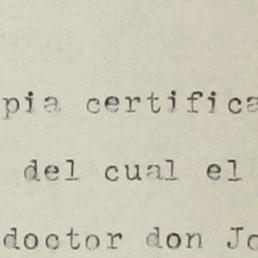 pia certifica
del cual el
doctor don Jo